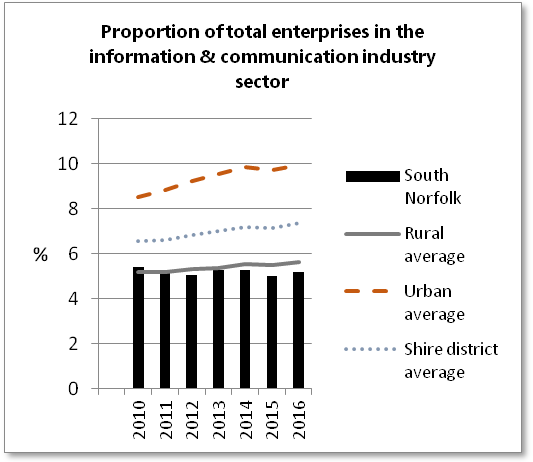 Proportion of total enterprises in the
information & communication industry
sector
12
10
8
6
4
2
0
%
2010
2011
2012
2013
2014
2015
2016
South
Norfolk
Rural
average
Urban
average
Shire district
average